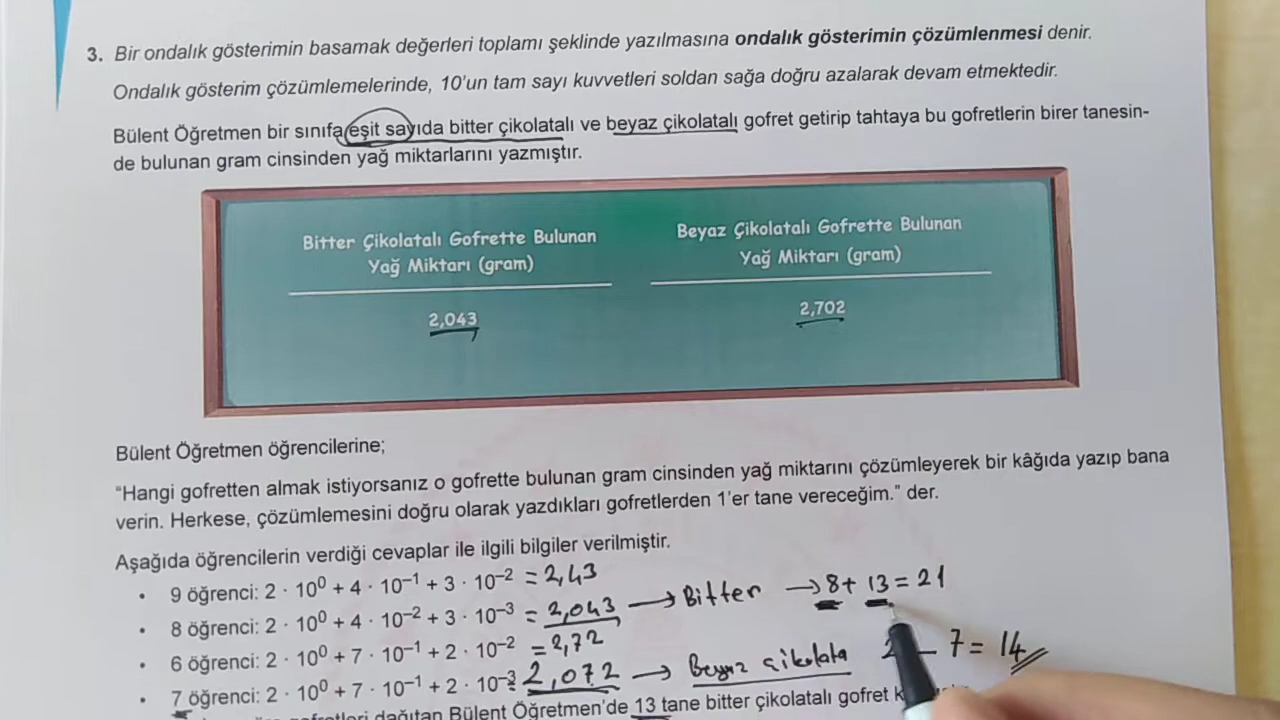 3. Bir ondalık gösterimin basamak değerleri toplamı şeklinde yazılmasına ondalık gösterimin çözümlenmesi denir.
Ondalık gösterim çözümlemelerinde, 10'un tam sayı kuvvetleri soldan sağa doğru azalarak devam etmektedir.
Bülent Öğretmen bir sınıfa eşit sayıda bitter çikolatalı ve beyaz çikolatalı gofret getirip tahtaya bu gofretlerin birer tanesin-
de bulunan gram cinsinden yağ miktarlarını yazmıştır.
Bitter Çikolatalı Gofrette Bulunan
Yağ Miktarı (gram)
2,043
Beyaz Çikolatalı Gofrette Bulunan
Yağ Miktarı (gram)
2,702
Bülent Öğretmen öğrencilerine;
“Hangi gofretten almak istiyorsanız o gofrette bulunan gram cinsinden yağ miktarını çözümleyerek bir kâğıda yazıp bana
verin. Herkese, çözümlemesini doğru olarak yazdıkları gofretlerden 1'er tane vereceğim.” der.
Aşağıda öğrencilerin verdiği cevaplar ile ilgili bilgiler verilmiştir.
• 9 öğrenci: 2 · 10⁰ + 4 · 10⁻¹ + 3 · 10⁻² = 2,43
• 8 öğrenci: 2 · 10⁰ + 4 · 10⁻² + 3 · 10⁻³ = 2,043 → Bitter → 8 + 13 = 21
• 6 öğrenci: 2 · 10⁰ + 7 · 10⁻¹ + 2 · 10⁻² = 2,72
• 7 öğrenci: 2 · 10⁰ + 7 · 10⁻¹ + 2 · 10⁻³ = 2,072 → Beyaz çikolata 2 – 7 = 14
dağıtan Bülent Öğretmen'de 13 tane bitter çikolatalı gofret